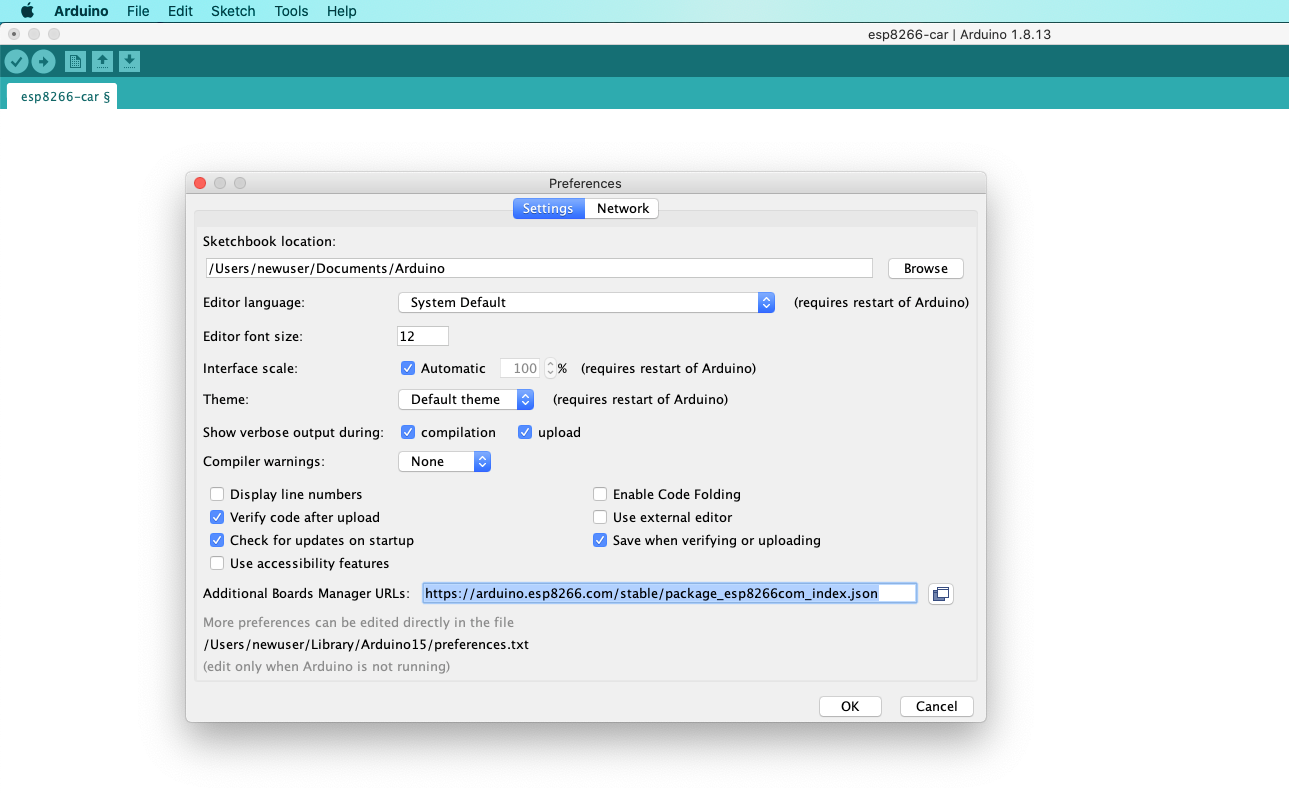 Arduino File Edit Sketch Tools Help
esp8266-car | Arduino 1.8.13
esp8266-car §
Preferences
Settings Network
Sketchbook location:
/Users/newuser/Documents/Arduino Browse
Editor language: System Default (requires restart of Arduino)
Editor font size: 12
Interface scale: Automatic 100 % (requires restart of Arduino)
Theme: Default theme (requires restart of Arduino)
Show verbose output during: compilation upload
Compiler warnings: None
Display line numbers Enable Code Folding
Verify code after upload Use external editor
Check for updates on startup Save when verifying or uploading
Use accessibility features
Additional Boards Manager URLs: https://arduino.esp8266.com/stable/package_esp8266com_index.json
More preferences can be edited directly in the file
/Users/newuser/Library/Arduino15/preferences.txt
(edit only when Arduino is not running)
OK Cancel